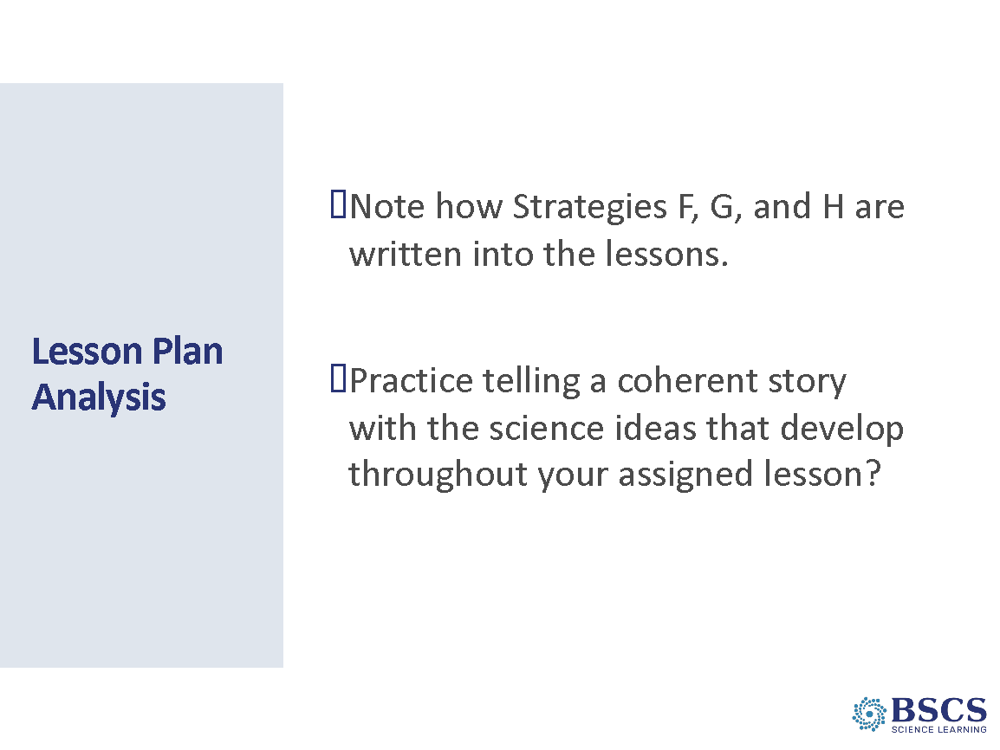 Lesson Plan
Analysis
Note how Strategies F, G, and H are
written into the lessons.
Practice telling a coherent story
with the science ideas that develop
throughout your assigned lesson?
BSCS
SCIENCE LEARNING